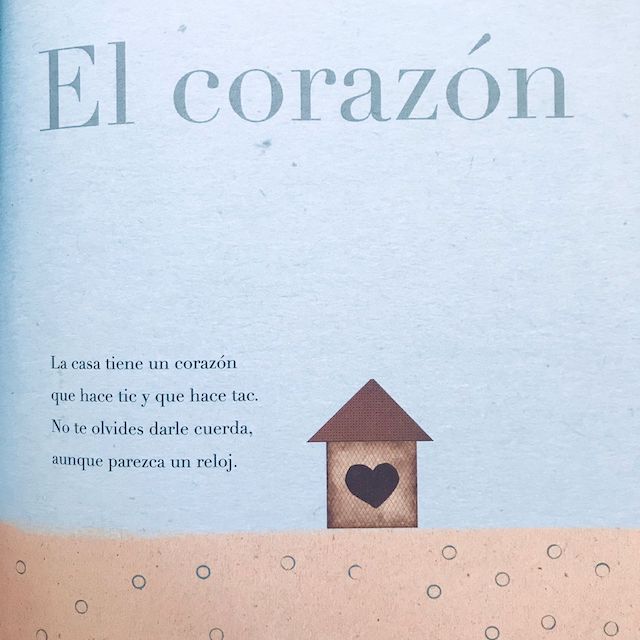 El corazón
La casa tiene un corazón
que hace tic y que hace tac.
No te olvides darle cuerda,
aunque parezca un reloj.